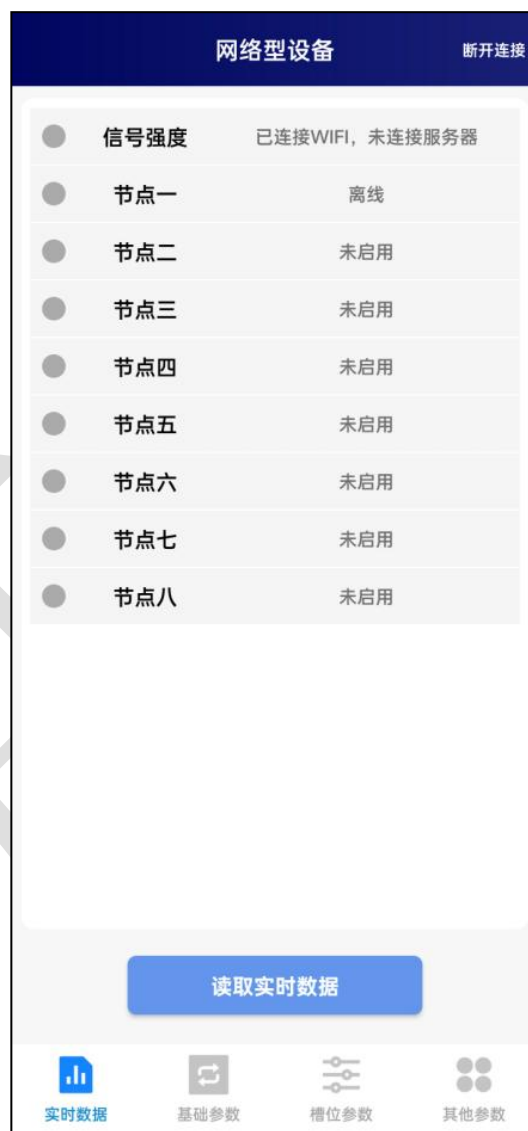 网络型设备 断开连接
信号强度 已连接WIFI，未连接服务器
节点一 离线
节点二 未启用
节点三 未启用
节点四 未启用
节点五 未启用
节点六 未启用
节点七 未启用
节点八 未启用
读取实时数据
实时数据 基础参数 槽位参数 其他参数